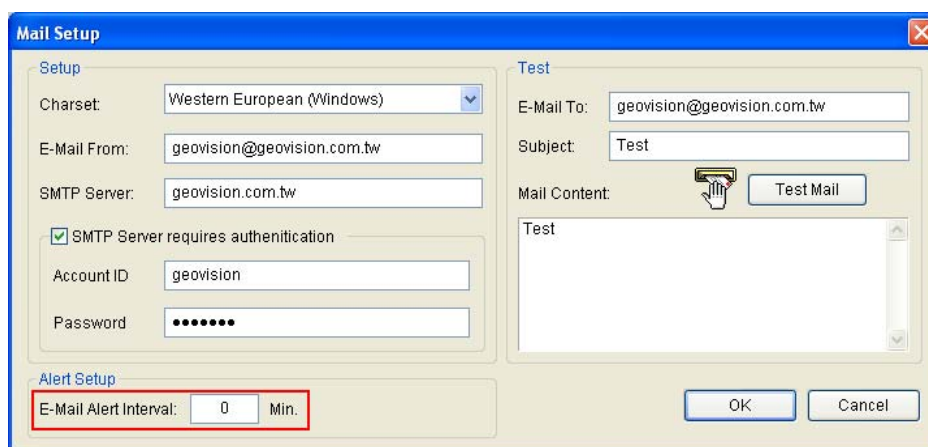 Mail Setup
Setup
Charset: Western European (Windows)
E-Mail From: geovision@geovision.com.tw
SMTP Server: geovision.com.tw
SMTP Server requires authenitication
Account ID geovision
Password •••••••
Alert Setup
E-Mail Alert Interval: 0 Min.
Test
E-Mail To: geovision@geovision.com.tw
Subject: Test
Mail Content: Test Mail
Test
OK Cancel